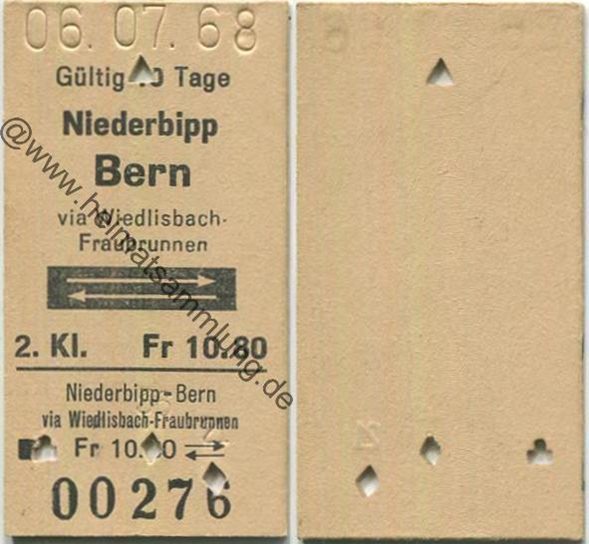 06. 07. 68
Gültig 10 Tage
Niederbipp
Bern
via Wiedlisbach-
Fraubrunnen
2. Kl. Fr 10.80
Niederbipp-Bern
via Wiedlisbach-Fraubrunnen
Fr 10.80
00276
@www.heimatsammlung.de